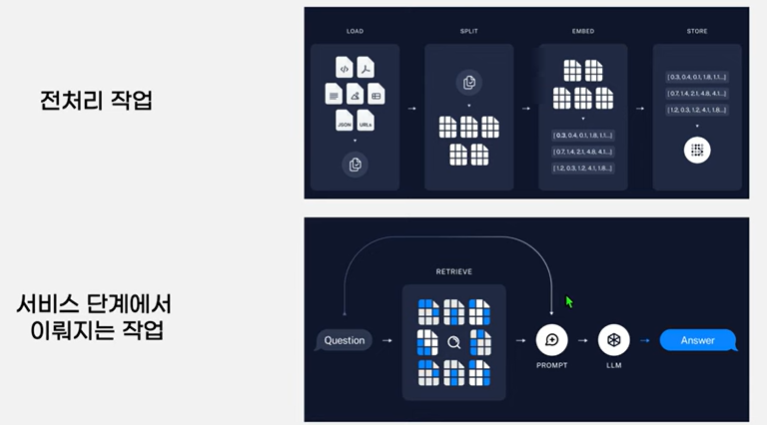 전처리 작업
LOAD
SPLIT
EMBED
STORE
JSON
URLs
[ 0.3, 0.4, 0.1, 1.8, 1.1...]
[ 0.7, 1.4, 2.1, 4.8, 4.1...]
[ 1.2, 0.3, 1.2, 4.1, 1.8...]
[ 0.3, 0.4, 0.1, 1.8, 1.1...]
[ 0.7, 1.4, 2.1, 4.8, 4.1...]
[ 1.2, 0.3, 1.2, 4.1, 1.8...]
서비스 단계에서
이뤄지는 작업
RETRIEVE
Question
PROMPT
LLM
Answer